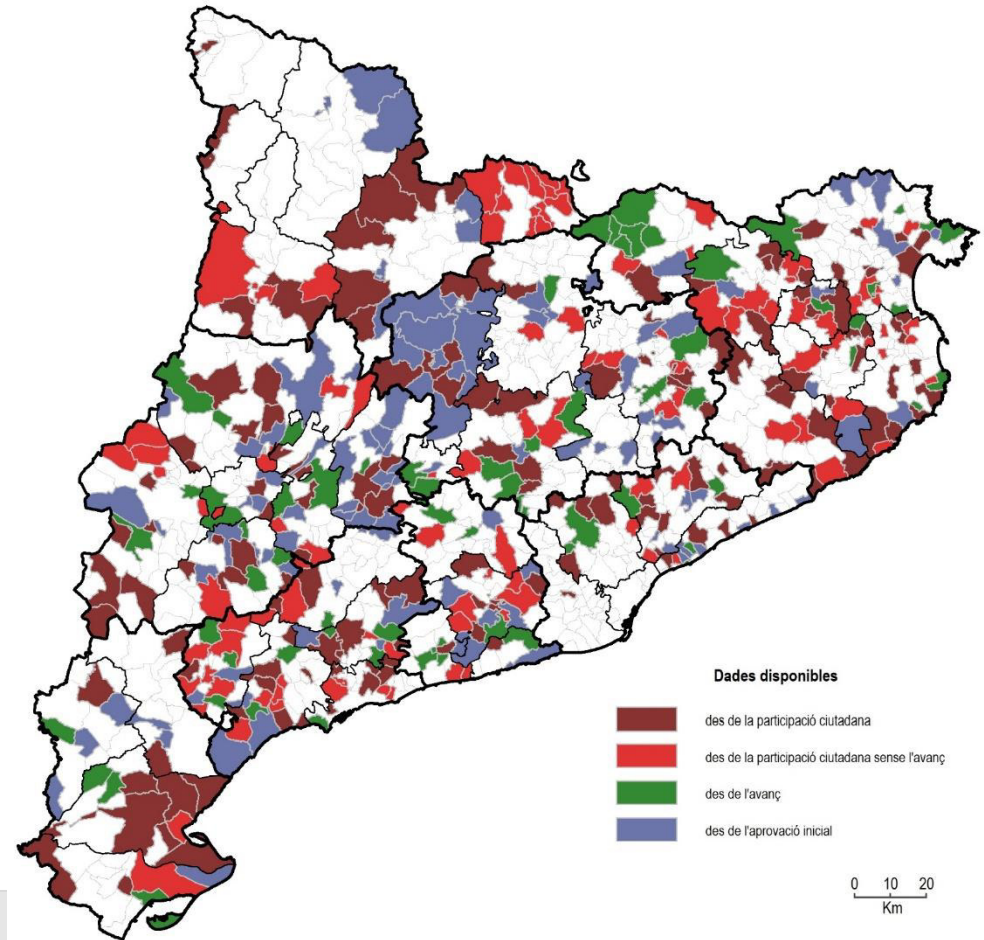 Dades disponibles
des de la participació ciutadana
des de la participació ciutadana sense l'avanç
des de l'avanç
des de l'aprovació inicial
0 10 20
Km